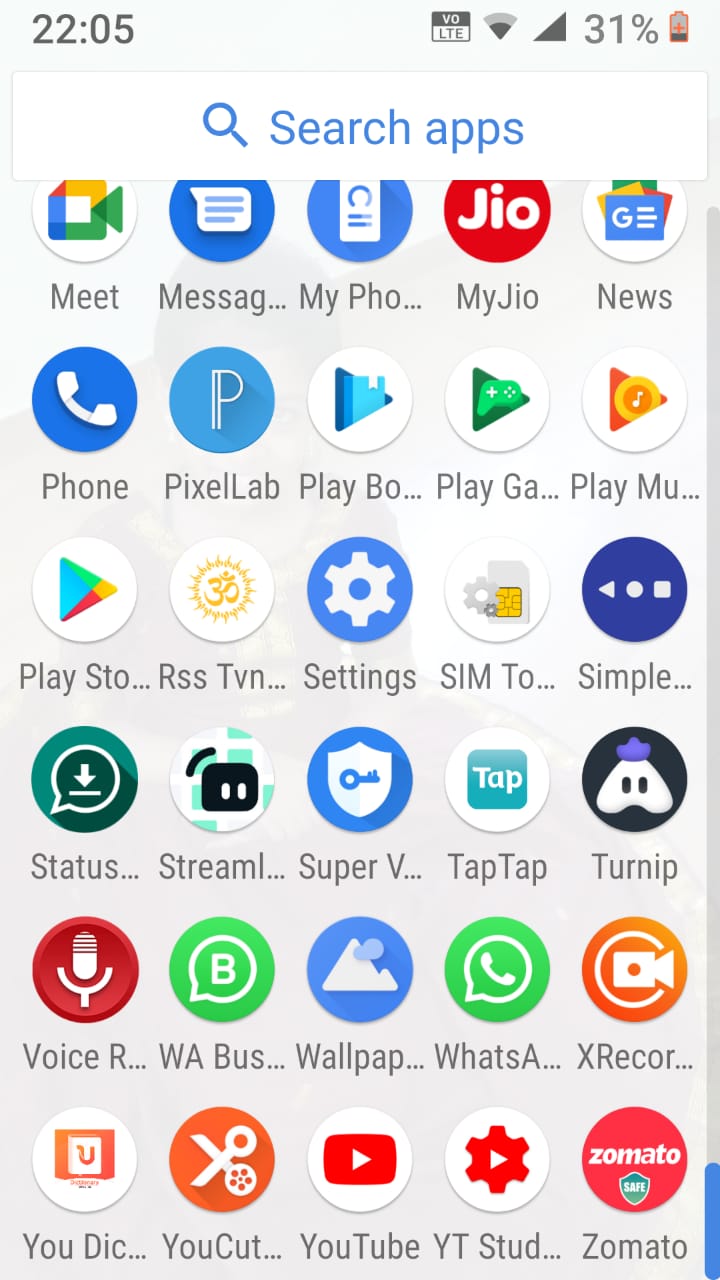 22:05 VO LTE 31%
Search apps
Jio GE
Meet Messag... My Pho... MyJio News
P
Phone PixelLab Play Bo... Play Ga... Play Mu...
ॐ
Play Sto... Rss Tvn... Settings SIM To... Simple...
Tap
Status... Streaml... Super V... TapTap Turnip
B
Voice R... WA Bus... Wallpap... WhatsA... XRecor...
U Dictionary zomato SAFE
You Dic... YouCut... YouTube YT Stud... Zomato